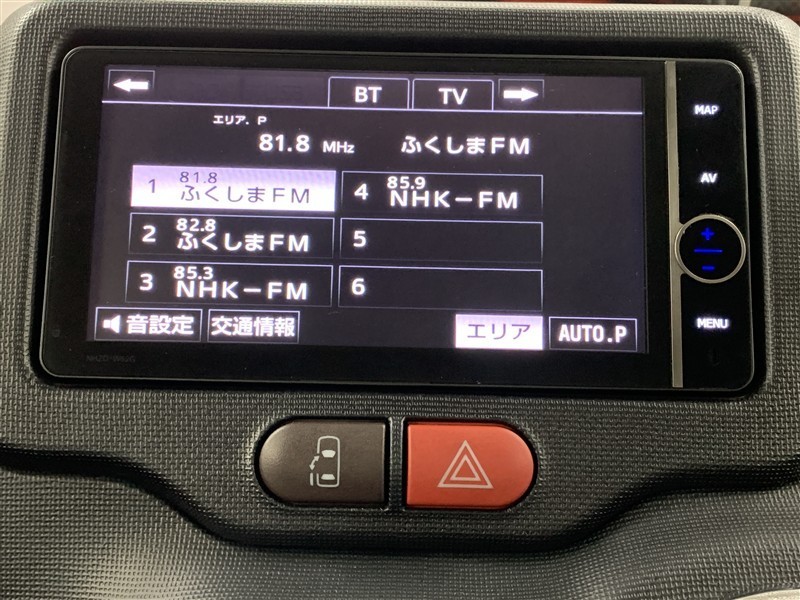 BT TV
エリア. P
81.8 MHz ふくしまFM
1 81.8 ふくしまFM
4 85.9 NHK-FM
2 82.8 ふくしまFM
5
3 85.3 NHK-FM
6
音設定 交通情報 エリア AUTO.P
MAP
AV
+
-
MENU